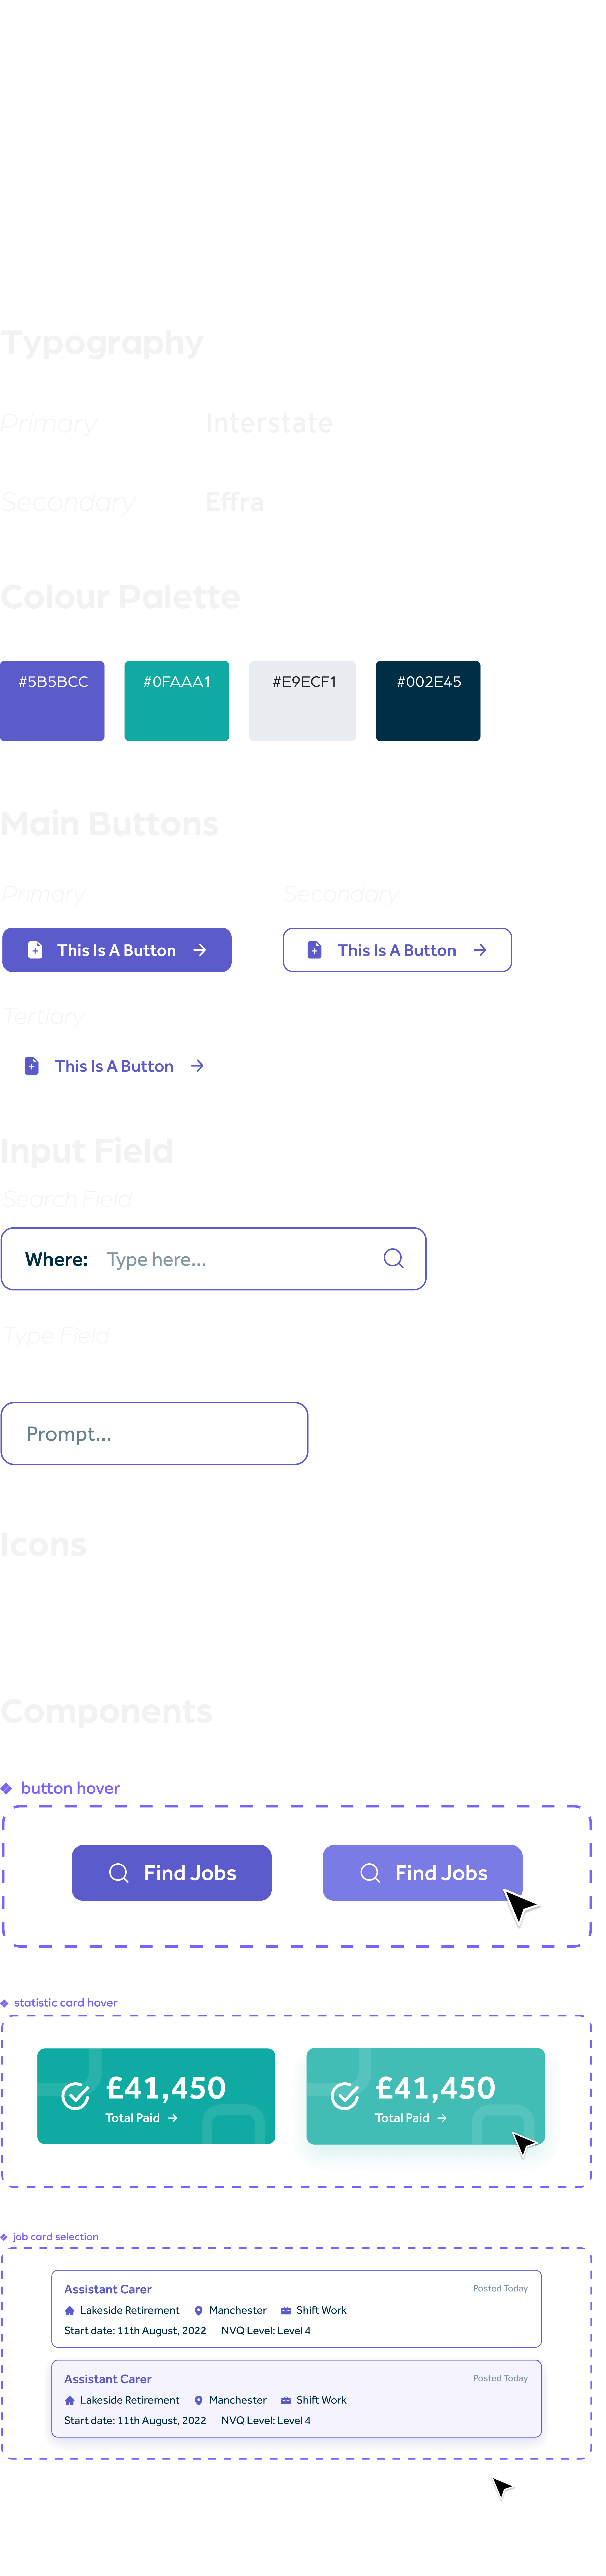 Typography
Primary Interstate
Secondary Effra
Colour Palette
#5B5BCC #0FAAA1 #E9ECF1 #002E45
Main Buttons
Primary Secondary
This Is A Button This Is A Button
Tertiary
This Is A Button
Input Field
Search Field
Where: Type here...
Type Field
Prompt...
Icons
Components
button hover
Find Jobs Find Jobs
statistic card hover
£41,450 £41,450
Total Paid Total Paid
job card selection
Assistant Carer Posted Today
Lakeside Retirement Manchester Shift Work
Start date: 11th August, 2022 NVQ Level: Level 4
Assistant Carer Posted Today
Lakeside Retirement Manchester Shift Work
Start date: 11th August, 2022 NVQ Level: Level 4